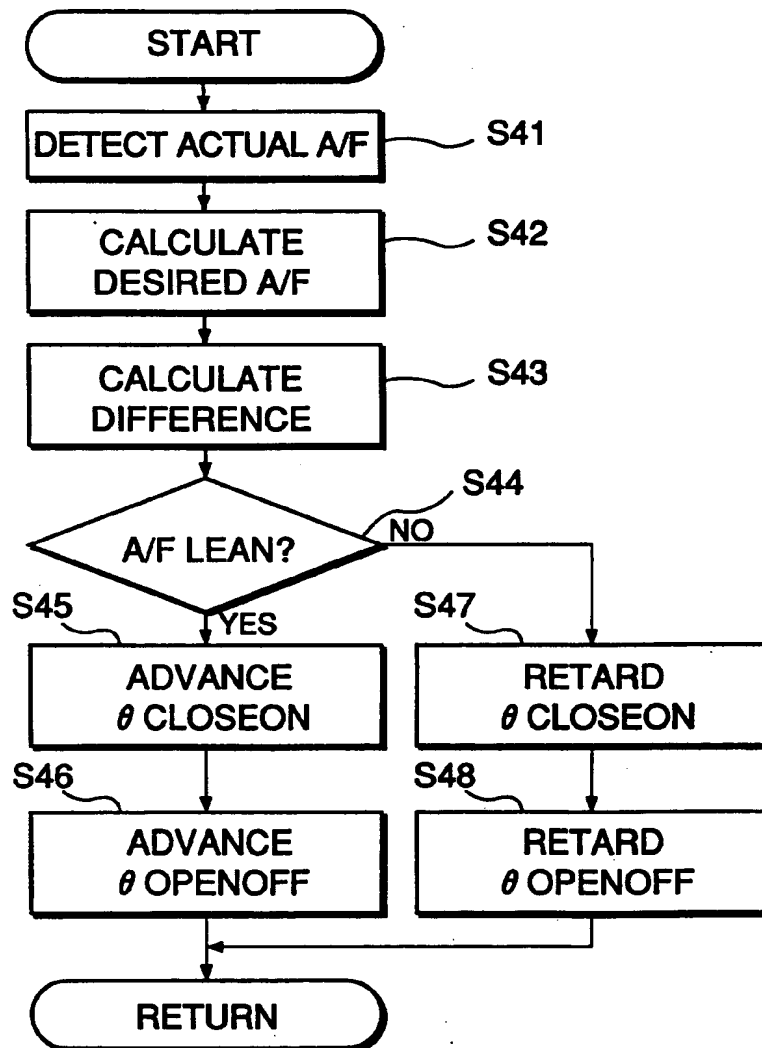 START
DETECT ACTUAL A/F
S41
CALCULATE
DESIRED A/F
S42
CALCULATE
DIFFERENCE
S43
A/F LEAN?
S44
NO
YES
S45
ADVANCE
θ CLOSEON
S47
RETARD
θ CLOSEON
S46
ADVANCE
θ OPENOFF
S48
RETARD
θ OPENOFF
RETURN